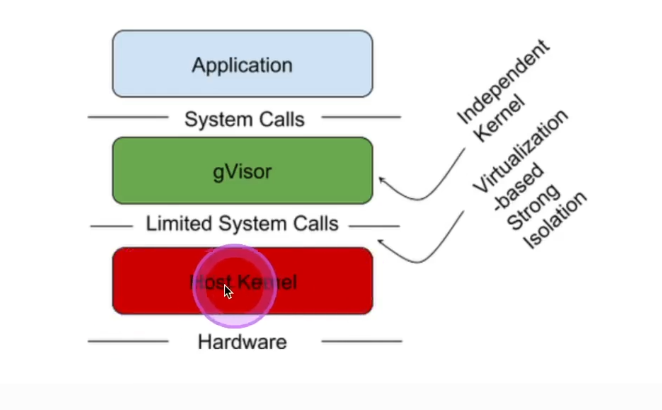 Application
System Calls
gVisor
Limited System Calls
Host Kernel
Hardware
Independent
Kernel
Virtualization
-based
Strong
Isolation